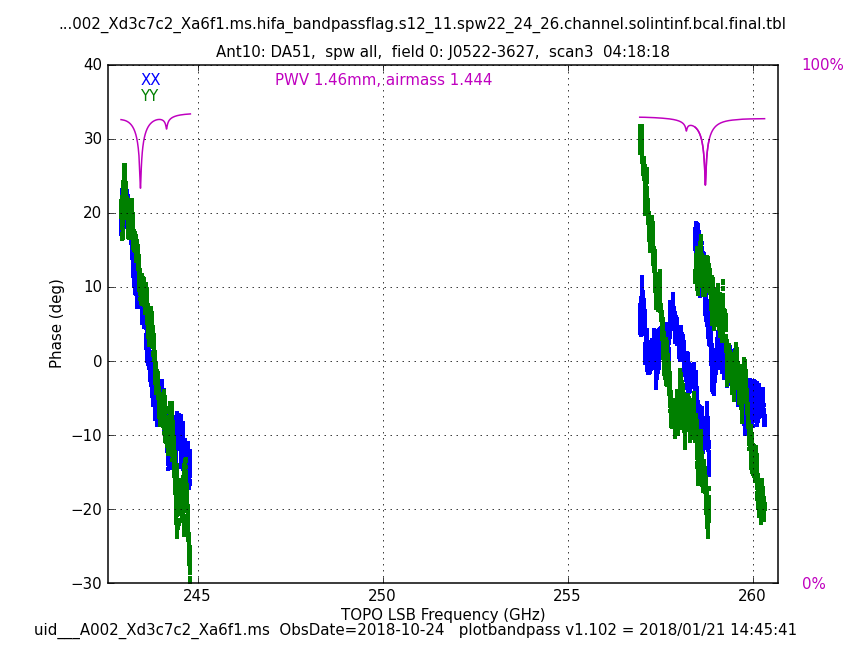 ...002_Xd3c7c2_Xa6f1.ms.hifa_bandpassflag.s12_11.spw22_24_26.channel.solintinf.bcal.final.tbl
Ant10: DA51,  spw all,  field 0: J0522-3627,  scan3  04:18:18
40
100%
XX
PWV 1.46mm, airmass 1.444
YY
30
20
10
Phase (deg)
0
−10
−20
−30
0%
245
250
255
260
TOPO LSB Frequency (GHz)
uid___A002_Xd3c7c2_Xa6f1.ms  ObsDate=2018-10-24   plotbandpass v1.102 = 2018/01/21 14:45:41